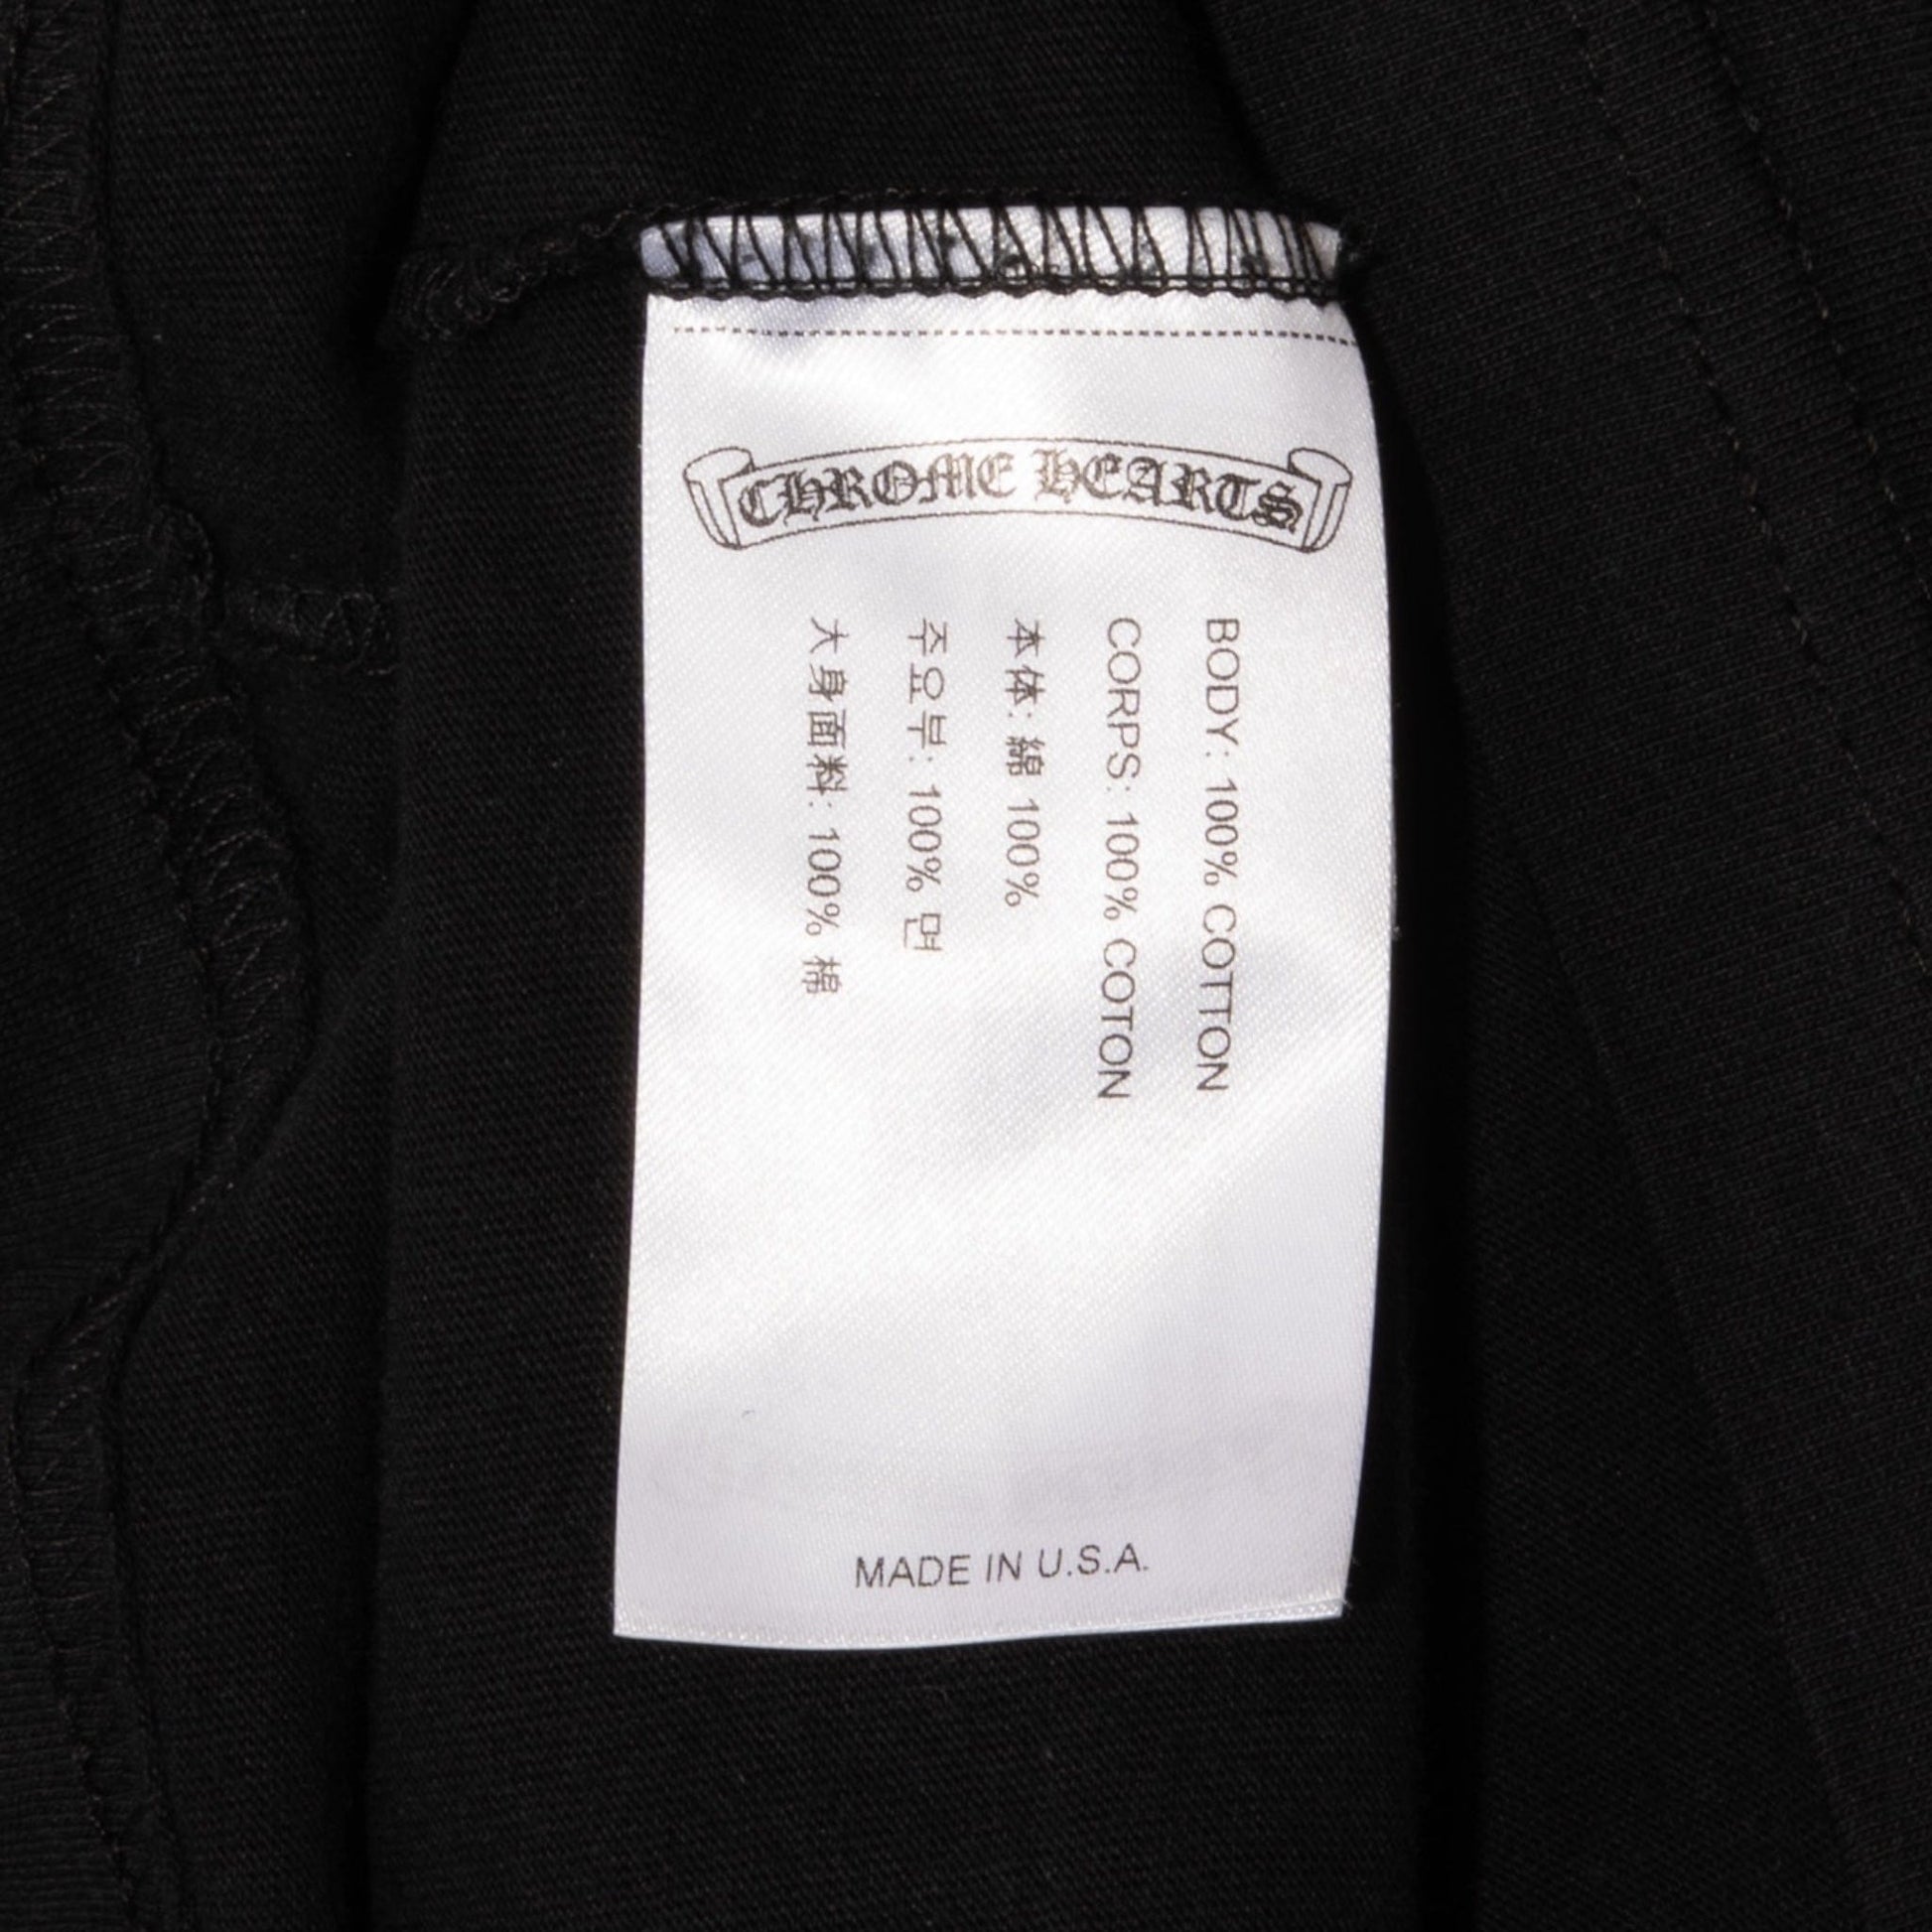 CHROME HEARTS
BODY: 100% COTTON
CORPS: 100% COTON
本体: 綿 100%
주요부: 100% 면
大身面料: 100% 棉
MADE IN U.S.A.